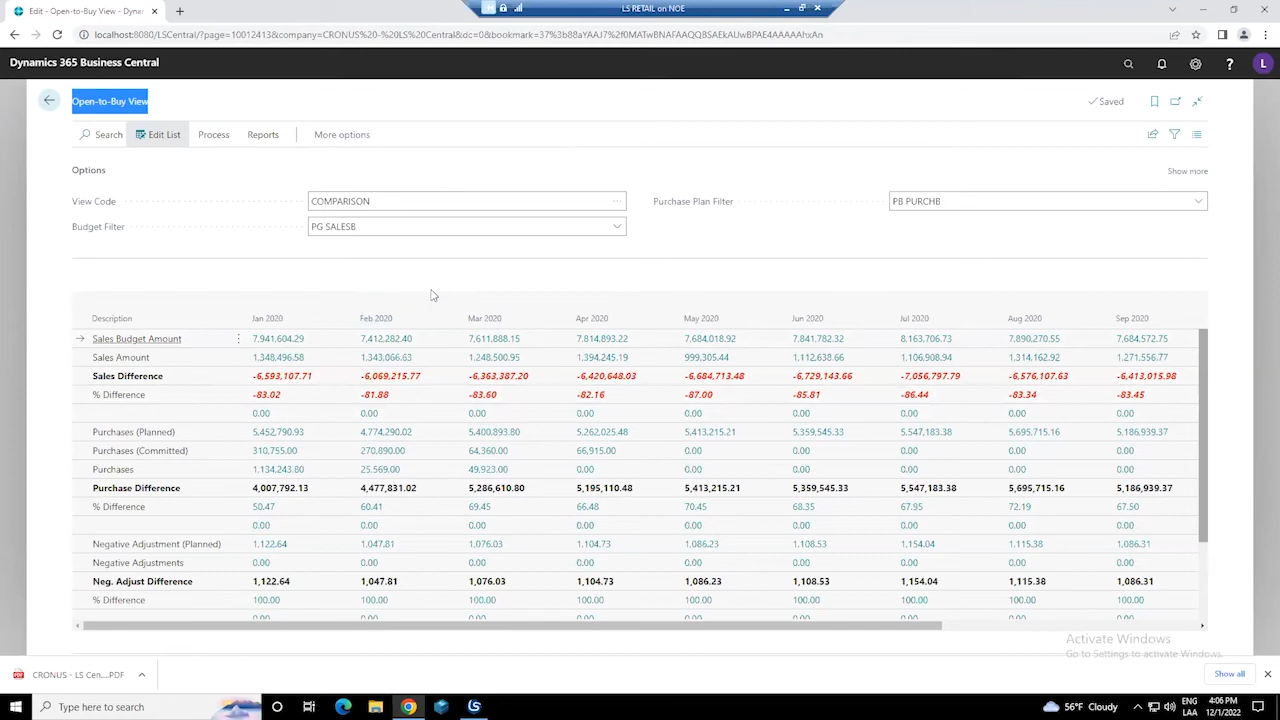 Edit - Open-to-Buy View - Dyna
LS RETAIL on NOE
localhost:8080/LSCentral/?page=10012413&company=CRONUS%20-%20LS%20Central&dc=0&bookmark=37%3b88aYAAJ7%2f0MATwBNAFAAQQBSAEkAUwBPAE4AAAAAhxAn
Dynamics 365 Business Central
L
Open-to-Buy View
Saved
Search Edit List Process Reports More options
Options
Show more
View Code COMPARISON Purchase Plan Filter PB PURCHB
Budget Filter PG SALESB
Description Jan 2020 Feb 2020 Mar 2020 Apr 2020 May 2020 Jun 2020 Jul 2020 Aug 2020 Sep 2020
Sales Budget Amount 7,941,604.29 7,412,282.40 7,611,888.15 7,814,893.22 7,684,018.92 7,841,782.32 8,163,706.73 7,890,270.55 7,684,572.75
Sales Amount 1,348,496.58 1,343,066.63 1,248,500.95 1,394,245.19 999,305.44 1,112,638.66 1,106,908.94 1,314,162.92 1,271,556.77
Sales Difference -6,593,107.71 -6,069,215.77 -6,363,387.20 -6,420,648.03 -6,684,713.48 -6,729,143.66 -7,056,797.79 -6,576,107.63 -6,413,015.98
% Difference -83.02 -81.88 -83.60 -82.16 -87.00 -85.81 -86.44 -83.34 -83.45
0.00 0.00 0.00 0.00 0.00 0.00 0.00 0.00 0.00
Purchases (Planned) 5,452,790.93 4,774,290.02 5,400,893.80 5,262,025.48 5,413,215.21 5,359,545.33 5,547,183.38 5,695,715.16 5,186,939.37
Purchases (Committed) 310,755.00 270,890.00 64,360.00 66,915.00 0.00 0.00 0.00 0.00 0.00
Purchases 1,134,243.80 25,569.00 49,923.00 0.00 0.00 0.00 0.00 0.00 0.00
Purchase Difference 4,007,792.13 4,477,831.02 5,286,610.80 5,195,110.48 5,413,215.21 5,359,545.33 5,547,183.38 5,695,715.16 5,186,939.37
% Difference 50.47 60.41 69.45 66.48 70.45 68.35 67.95 72.19 67.50
0.00 0.00 0.00 0.00 0.00 0.00 0.00 0.00 0.00
Negative Adjustment (Planned) 1,122.64 1,047.81 1,076.03 1,104.73 1,086.23 1,108.53 1,154.04 1,115.38 1,086.31
Negative Adjustments 0.00 0.00 0.00 0.00 0.00 0.00 0.00 0.00 0.00
Neg. Adjust Difference 1,122.64 1,047.81 1,076.03 1,104.73 1,086.23 1,108.53 1,154.04 1,115.38 1,086.31
% Difference 100.00 100.00 100.00 100.00 100.00 100.00 100.00 100.00 100.00
0.00 0.00 0.00 0.00 0.00 0.00 0.00 0.00 0.00
Activate Windows
Go to Settings to activate Windows.
CRONUS - LS Cen....PDF
Show all
Type here to search
56°F Cloudy
ENG
LAA
4:06 PM
12/1/2022